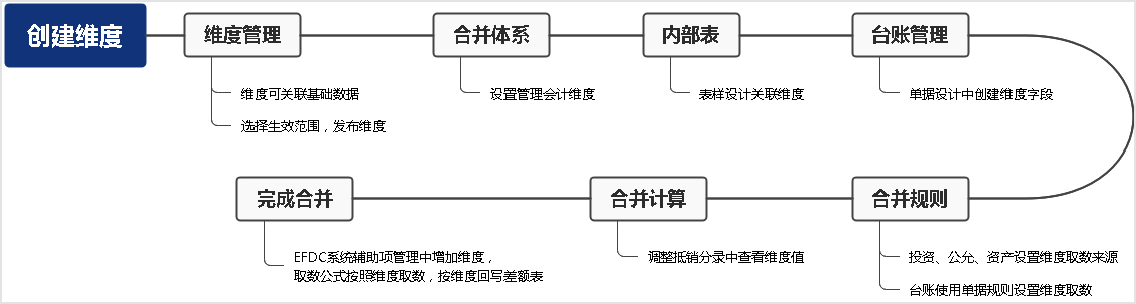 创建维度
维度管理
维度可关联基础数据
选择生效范围，发布维度
合并体系
设置管理会计维度
内部表
表样设计关联维度
台账管理
单据设计中创建维度字段
合并规则
投资、公允、资产设置维度取数来源
台账使用单据规则设置维度取数
合并计算
调整抵销分录中查看维度值
完成合并
EFDC系统辅助项管理中增加维度，
取数公式按照维度取数，按维度回写差额表